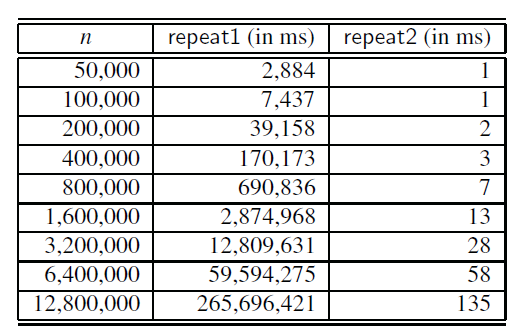 n repeat1 (in ms) repeat2 (in ms)
50,000 2,884 1
100,000 7,437 1
200,000 39,158 2
400,000 170,173 3
800,000 690,836 7
1,600,000 2,874,968 13
3,200,000 12,809,631 28
6,400,000 59,594,275 58
12,800,000 265,696,421 135